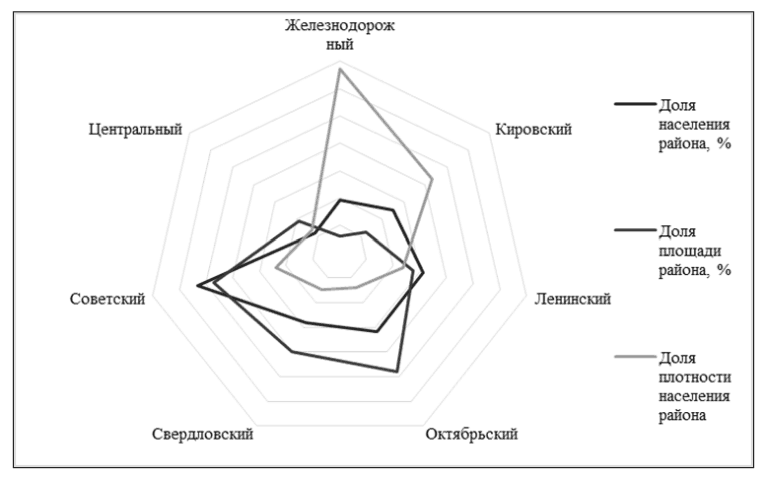 Железнодорож
ный
Кировский
Ленинский
Октябрьский
Свердловский
Советский
Центральный
Доля
населения
района, %
Доля
площади
района, %
Доля
плотности
населения
района